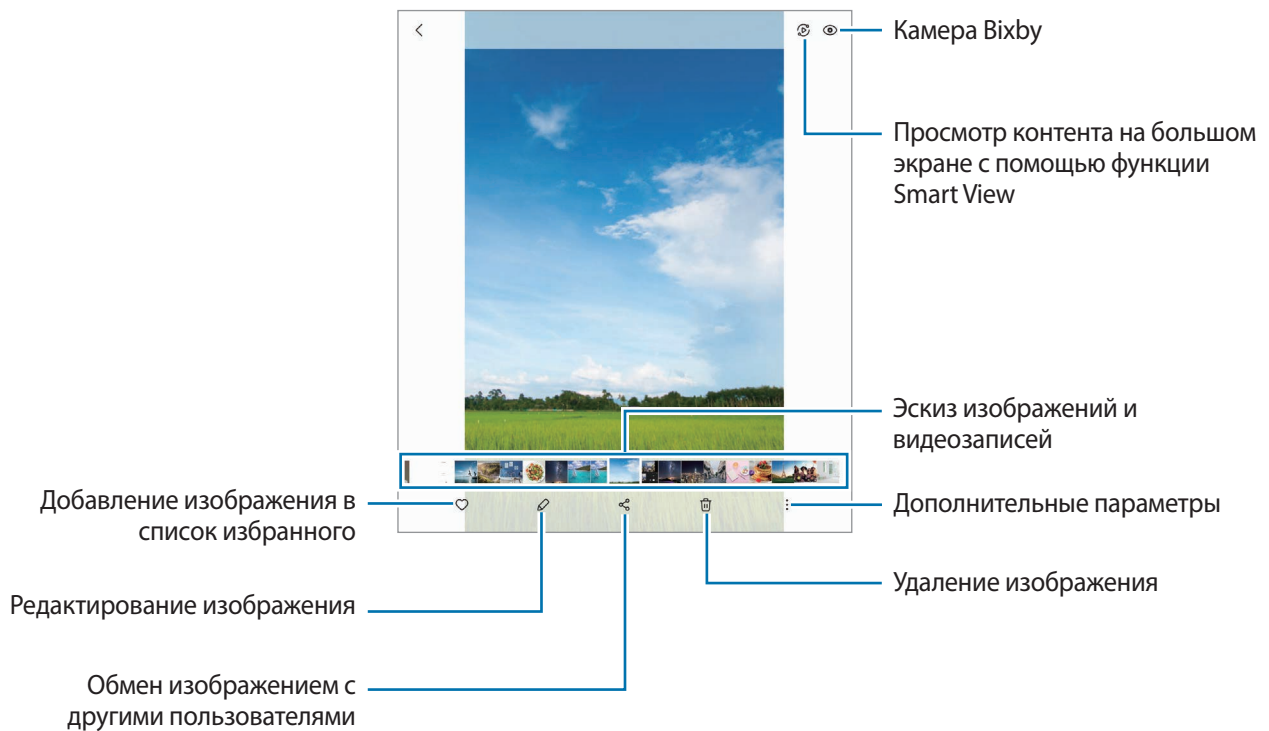 Камера Bixby
Просмотр контента на большом
экране с помощью функции
Smart View
Эскиз изображений и
видеозаписей
Добавление изображения в
список избранного
Дополнительные параметры
Удаление изображения
Редактирование изображения
Обмен изображением с
другими пользователями